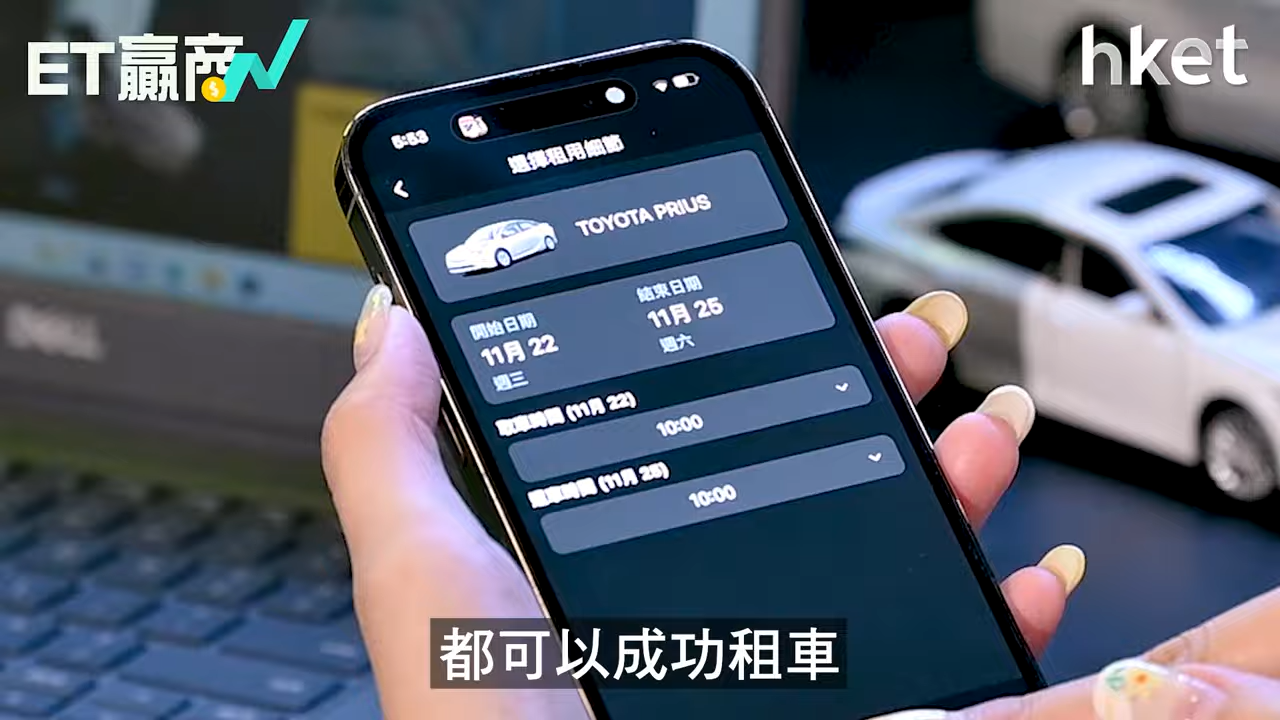 ET贏商
hket
5:53
選擇租用細節
TOYOTA PRIUS
開始日期
11月 22
週三
結束日期
11月 25
週六
取車時間 (11月 22)
10:00
還車時間 (11月 25)
10:00
DELL
都可以成功租車